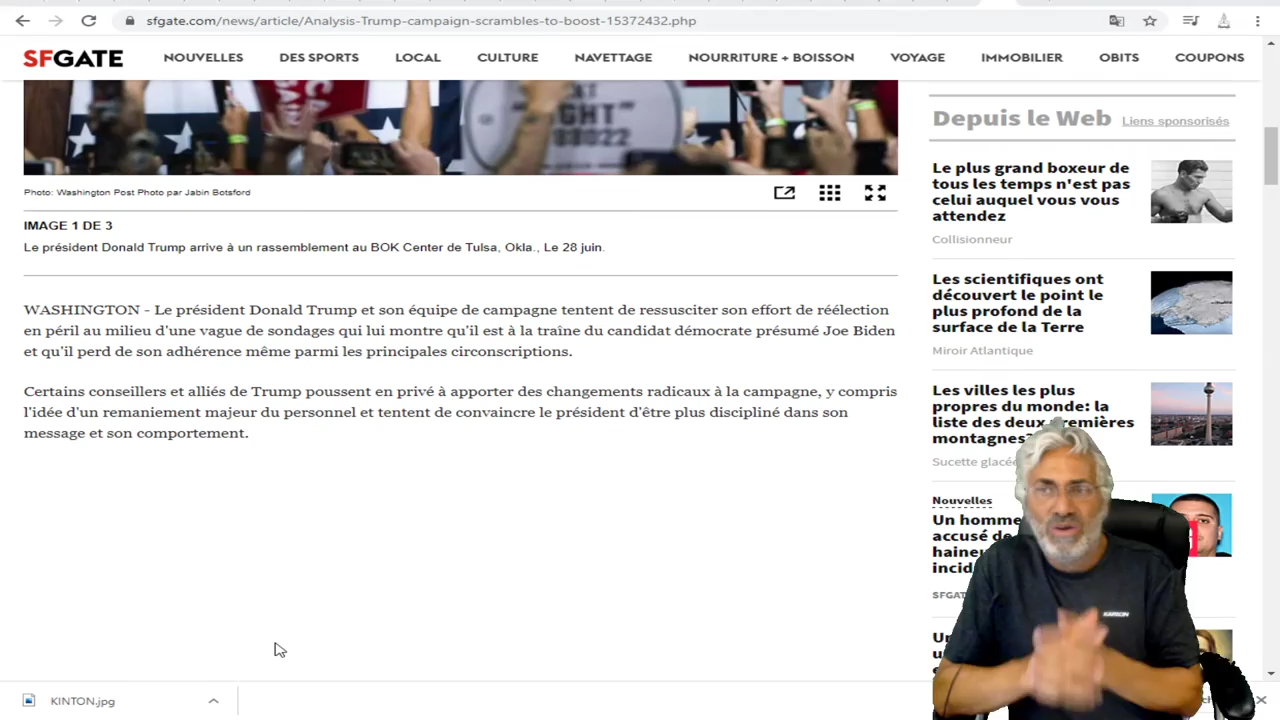 sfgate.com/news/article/Analysis-Trump-campaign-scrambles-to-boost-15372432.php
SFGATE
NOUVELLES DES SPORTS LOCAL CULTURE NAVETTAGE NOURRITURE + BOISSON VOYAGE IMMOBILIER OBITS COUPONS
Photo: Washington Post Photo par Jabin Botsford
IMAGE 1 DE 3
Le président Donald Trump arrive à un rassemblement au BOK Center de Tulsa, Okla., Le 28 juin.
WASHINGTON - Le président Donald Trump et son équipe de campagne tentent de ressusciter son effort de réélection
en péril au milieu d'une vague de sondages qui lui montre qu'il est à la traîne du candidat démocrate présumé Joe Biden
et qu'il perd de son adhérence même parmi les principales circonscriptions.
Certains conseillers et alliés de Trump poussent en privé à apporter des changements radicaux à la campagne, y compris
l'idée d'un remaniement majeur du personnel et tentent de convaincre le président d'être plus discipliné dans son
message et son comportement.
Depuis le Web Liens sponsorisés
Le plus grand boxeur de
tous les temps n'est pas
celui auquel vous vous
attendez
Collisionneur
Les scientifiques ont
découvert le point le
plus profond de la
surface de la Terre
Miroir Atlantique
Les villes les plus
propres du monde: la
liste des deux premières
montagnes
Sucette glacée
Nouvelles
Un homme
accusé de
SFGATE
KINTON.jpg